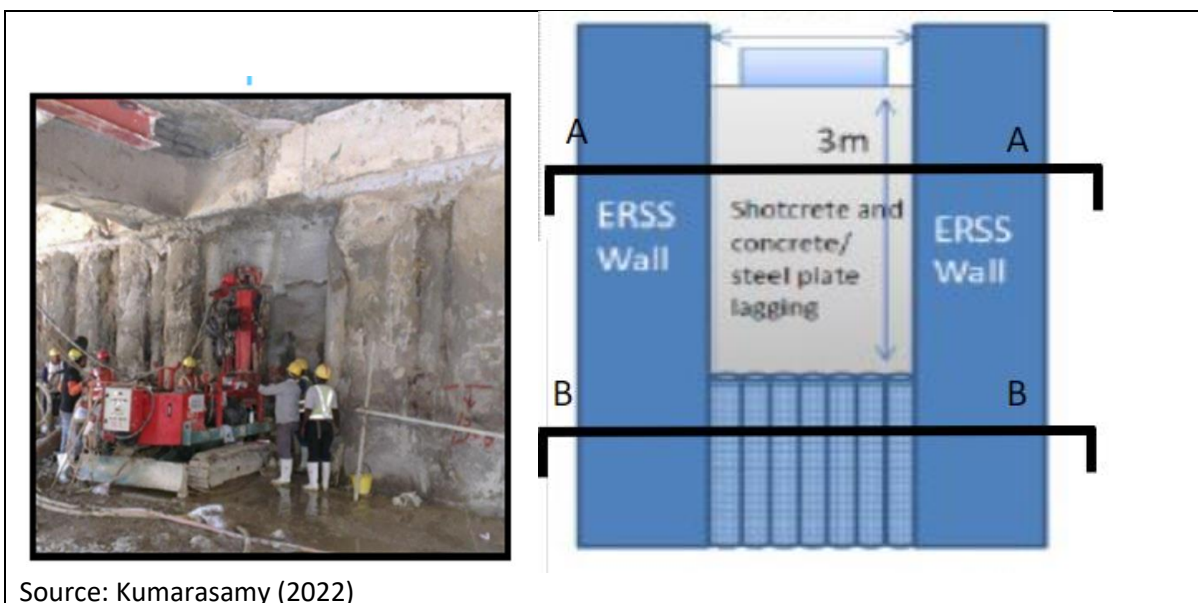 A
A
3m
ERSS
Wall
Shotcrete and
concrete/
steel plate
lagging
ERSS
Wall
B
B
Source: Kumarasamy (2022)